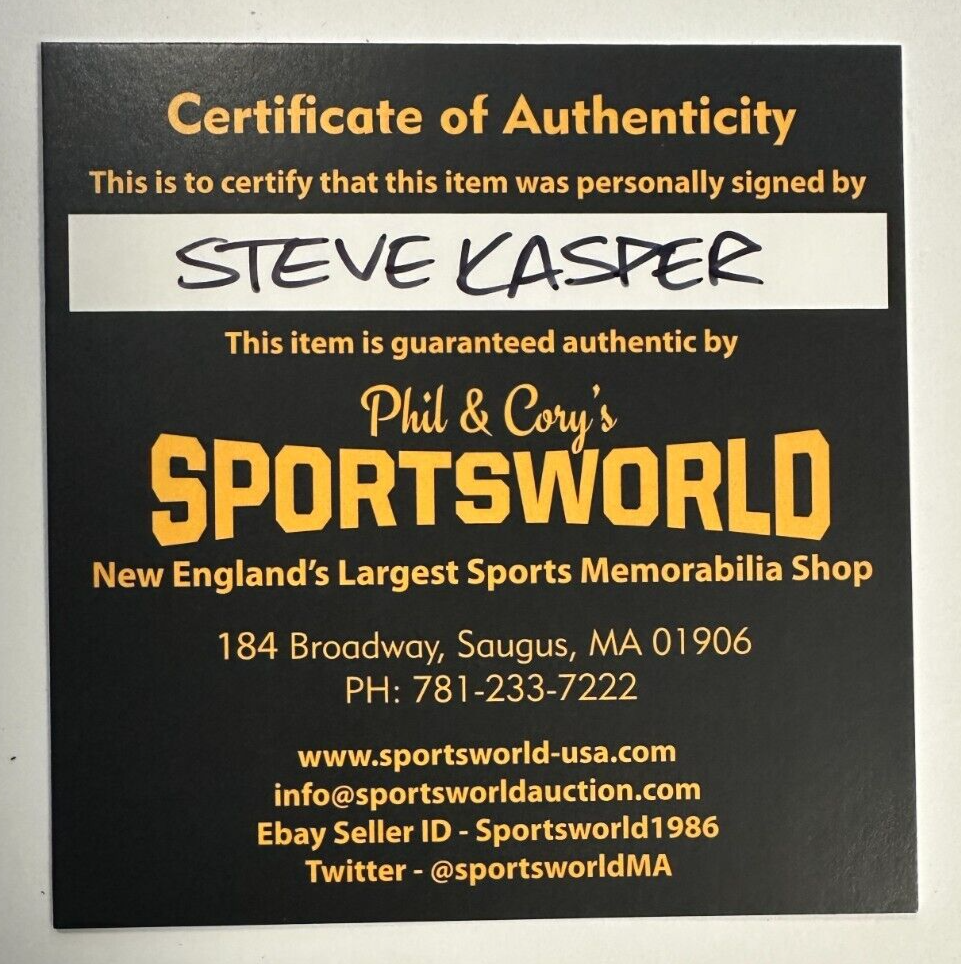 Certificate of Authenticity
This is to certify that this item was personally signed by
STEVE KASPER
This item is guaranteed authentic by
Phil & Cory's
SPORTSWORLD
New England's Largest Sports Memorabilia Shop
184 Broadway, Saugus, MA 01906
PH: 781-233-7222
www.sportsworld-usa.com
info@sportsworldauction.com
Ebay Seller ID - Sportsworld1986
Twitter - @sportsworldMA